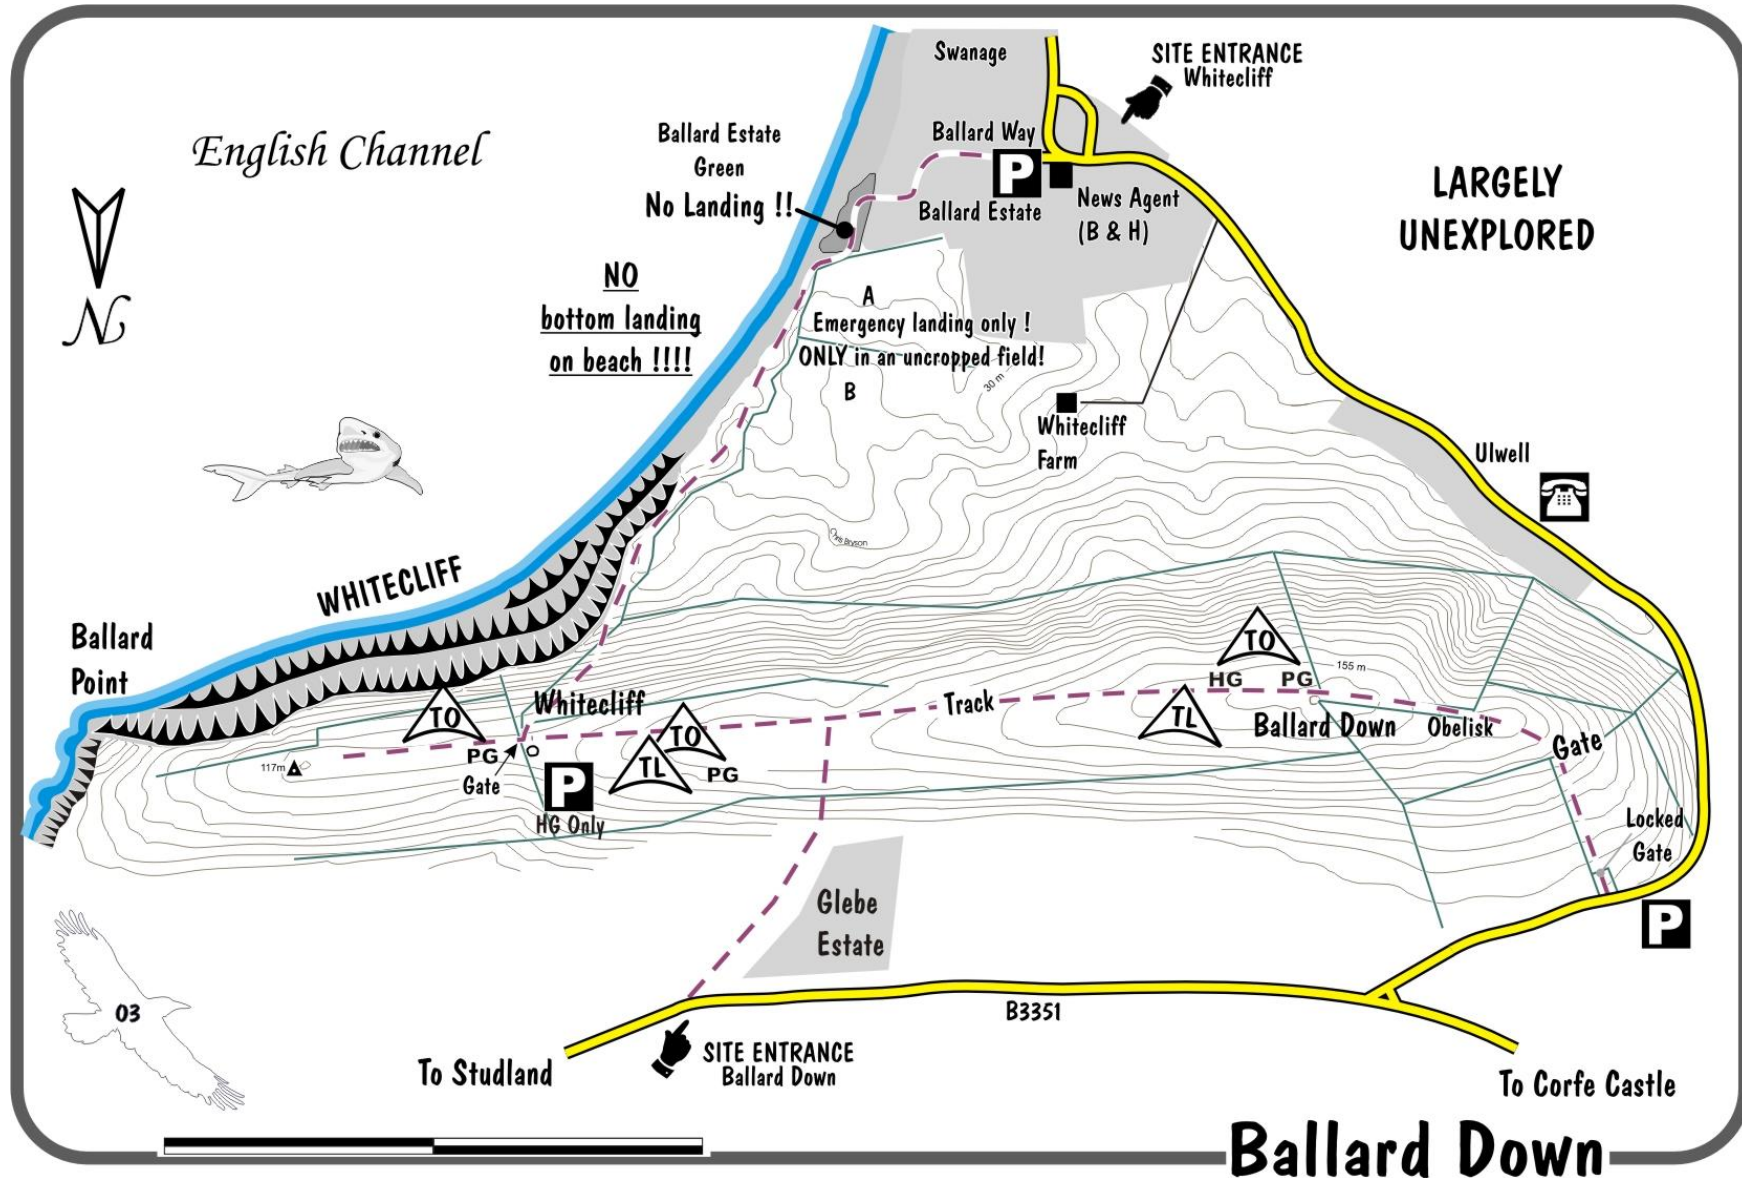 Swanage
SITE ENTRANCE
Whitecliff
English Channel
Ballard Estate
Green
No Landing !!
Ballard Way
P
Ballard Estate
News Agent
(B & H)
LARGELY
UNEXPLORED
N
NO
bottom landing
on beach !!!!
A
Emergency landing only !
ONLY in an uncropped field!
B
30 m
Whitecliff
Farm
Ulwell
Chris Bryson
WHITECLIFF
Ballard
Point
TO
HG PG
155 m
TO
PG
Whitecliff
Gate
117m
P
HG Only
TO
TL
PG
Track
TL
Ballard Down
Obelisk
Gate
Locked
Gate
P
Glebe
Estate
03
B3351
To Studland
SITE ENTRANCE
Ballard Down
To Corfe Castle
Ballard Down